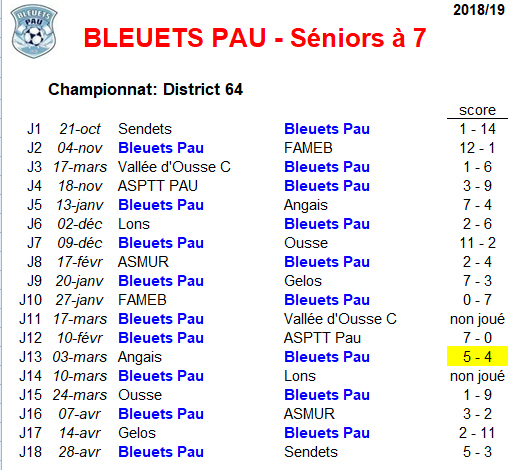 2018/19
BLEUETS PAU
BLEUETS PAU - Séniors à 7
Championnat: District 64
score
J1 21-oct Sendets Bleuets Pau 1 - 14
J2 04-nov Bleuets Pau FAMEB 12 - 1
J3 17-mars Vallée d'Ousse C Bleuets Pau 1 - 6
J4 18-nov ASPTT PAU Bleuets Pau 3 - 9
J5 13-janv Bleuets Pau Angais 7 - 4
J6 02-déc Lons Bleuets Pau 2 - 6
J7 09-déc Bleuets Pau Ousse 11 - 2
J8 17-févr ASMUR Bleuets Pau 2 - 4
J9 20-janv Bleuets Pau Gelos 7 - 3
J10 27-janv FAMEB Bleuets Pau 0 - 7
J11 17-mars Bleuets Pau Vallée d'Ousse C non joué
J12 10-févr Bleuets Pau ASPTT Pau 7 - 0
J13 03-mars Angais Bleuets Pau 5 - 4
J14 10-mars Bleuets Pau Lons non joué
J15 24-mars Ousse Bleuets Pau 1 - 9
J16 07-avr Bleuets Pau ASMUR 3 - 2
J17 14-avr Gelos Bleuets Pau 2 - 11
J18 28-avr Bleuets Pau Sendets 5 - 3